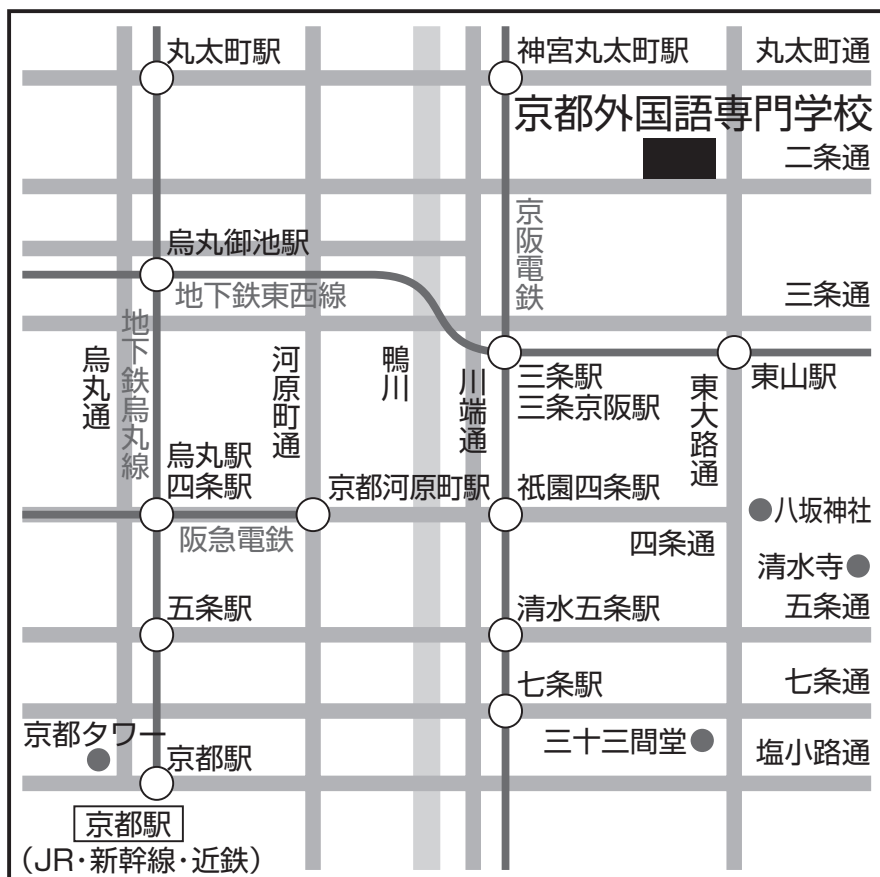 丸太町駅
神宮丸太町駅
丸太町通
京都外国語専門学校
二条通
京阪電鉄
烏丸御池駅
地下鉄東西線
三条通
地下鉄烏丸線
烏丸通
河原町通
鴨川
川端通
三条駅
三条京阪駅
東大路通
東山駅
烏丸駅
四条駅
京都河原町駅
祇園四条駅
八坂神社
阪急電鉄
四条通
清水寺
五条駅
清水五条駅
五条通
七条駅
七条通
京都タワー
京都駅
三十三間堂
塩小路通
京都駅
（JR・新幹線・近鉄）